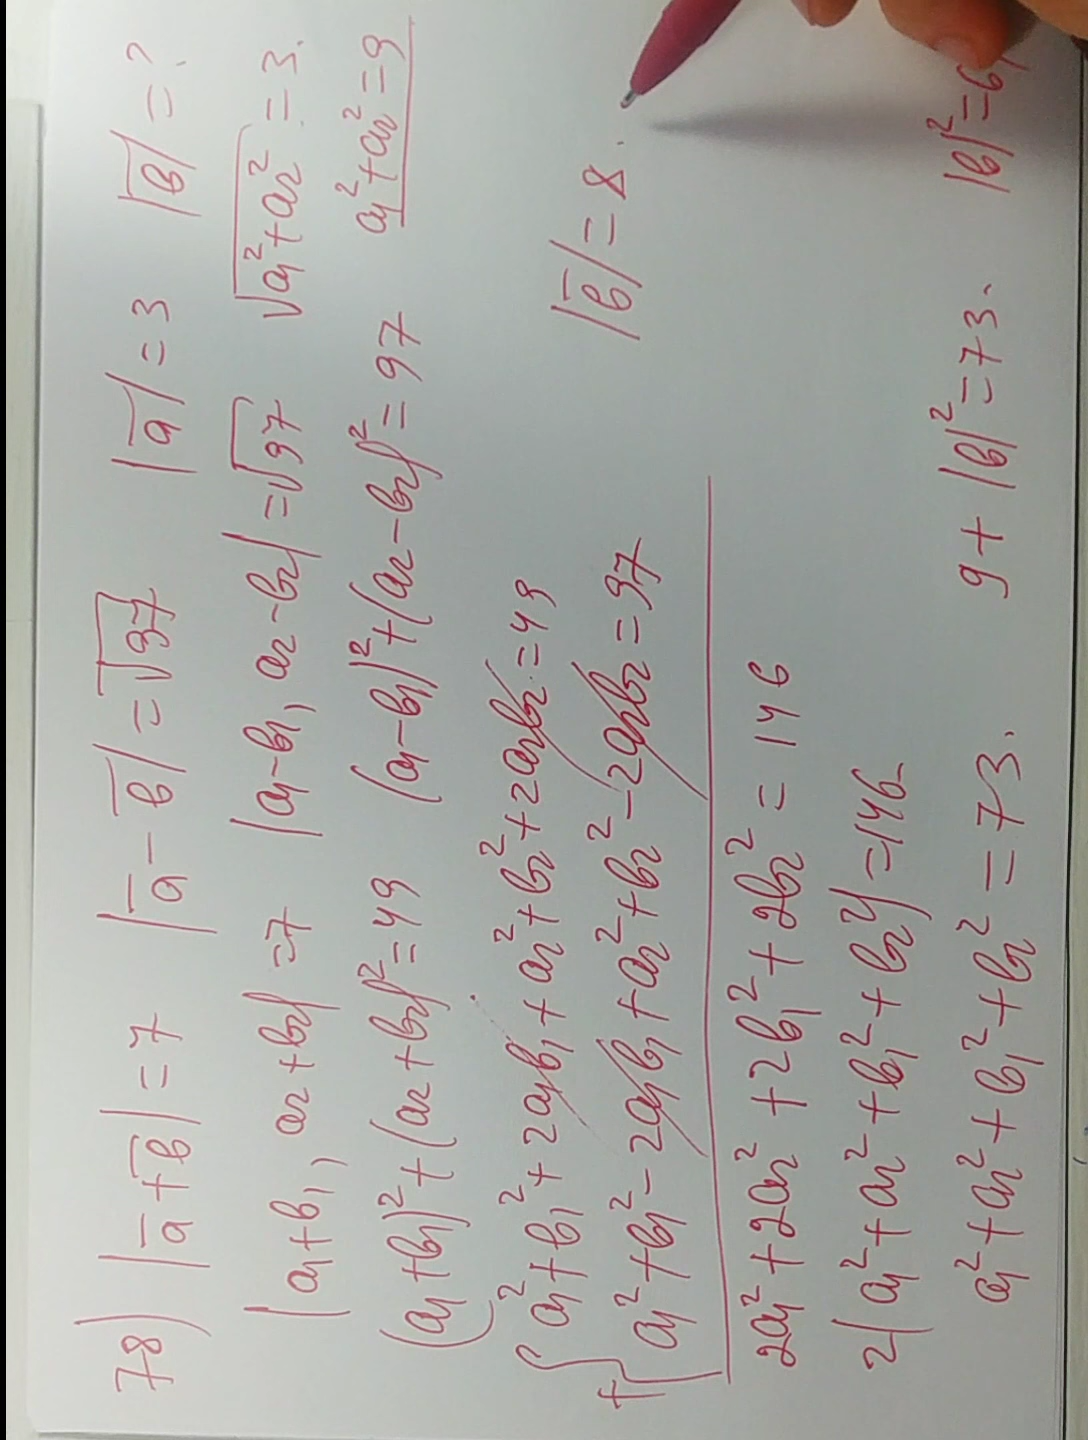 78) |a̅+b̅|=7 |a̅-b̅|=√97 |a̅|=3 |b̅|=?
|a₁+b₁, a₂+b₂|=7 |a₁-b₁, a₂-b₂|=√97 √a₁²+a₂²=3.
(a₁+b₁)²+(a₂+b₂)²=49 (a₁-b₁)²+(a₂-b₂)²=97 a₁²+a₂²=9
a₁²+b₁²+2a₁b₁+a₂²+b₂²+2a₂b₂=49
+{a₁²+b₁²-2a₁b₁+a₂²+b₂²-2a₂b₂=97 |b̅|=8.
2a₁²+2a₂²+2b₁²+2b₂²=146
2(a₁²+a₂²+b₁²+b₂²)=146
a₁²+a₂²+b₁²+b₂²=73. 9+|b|²=73. |b|²=6